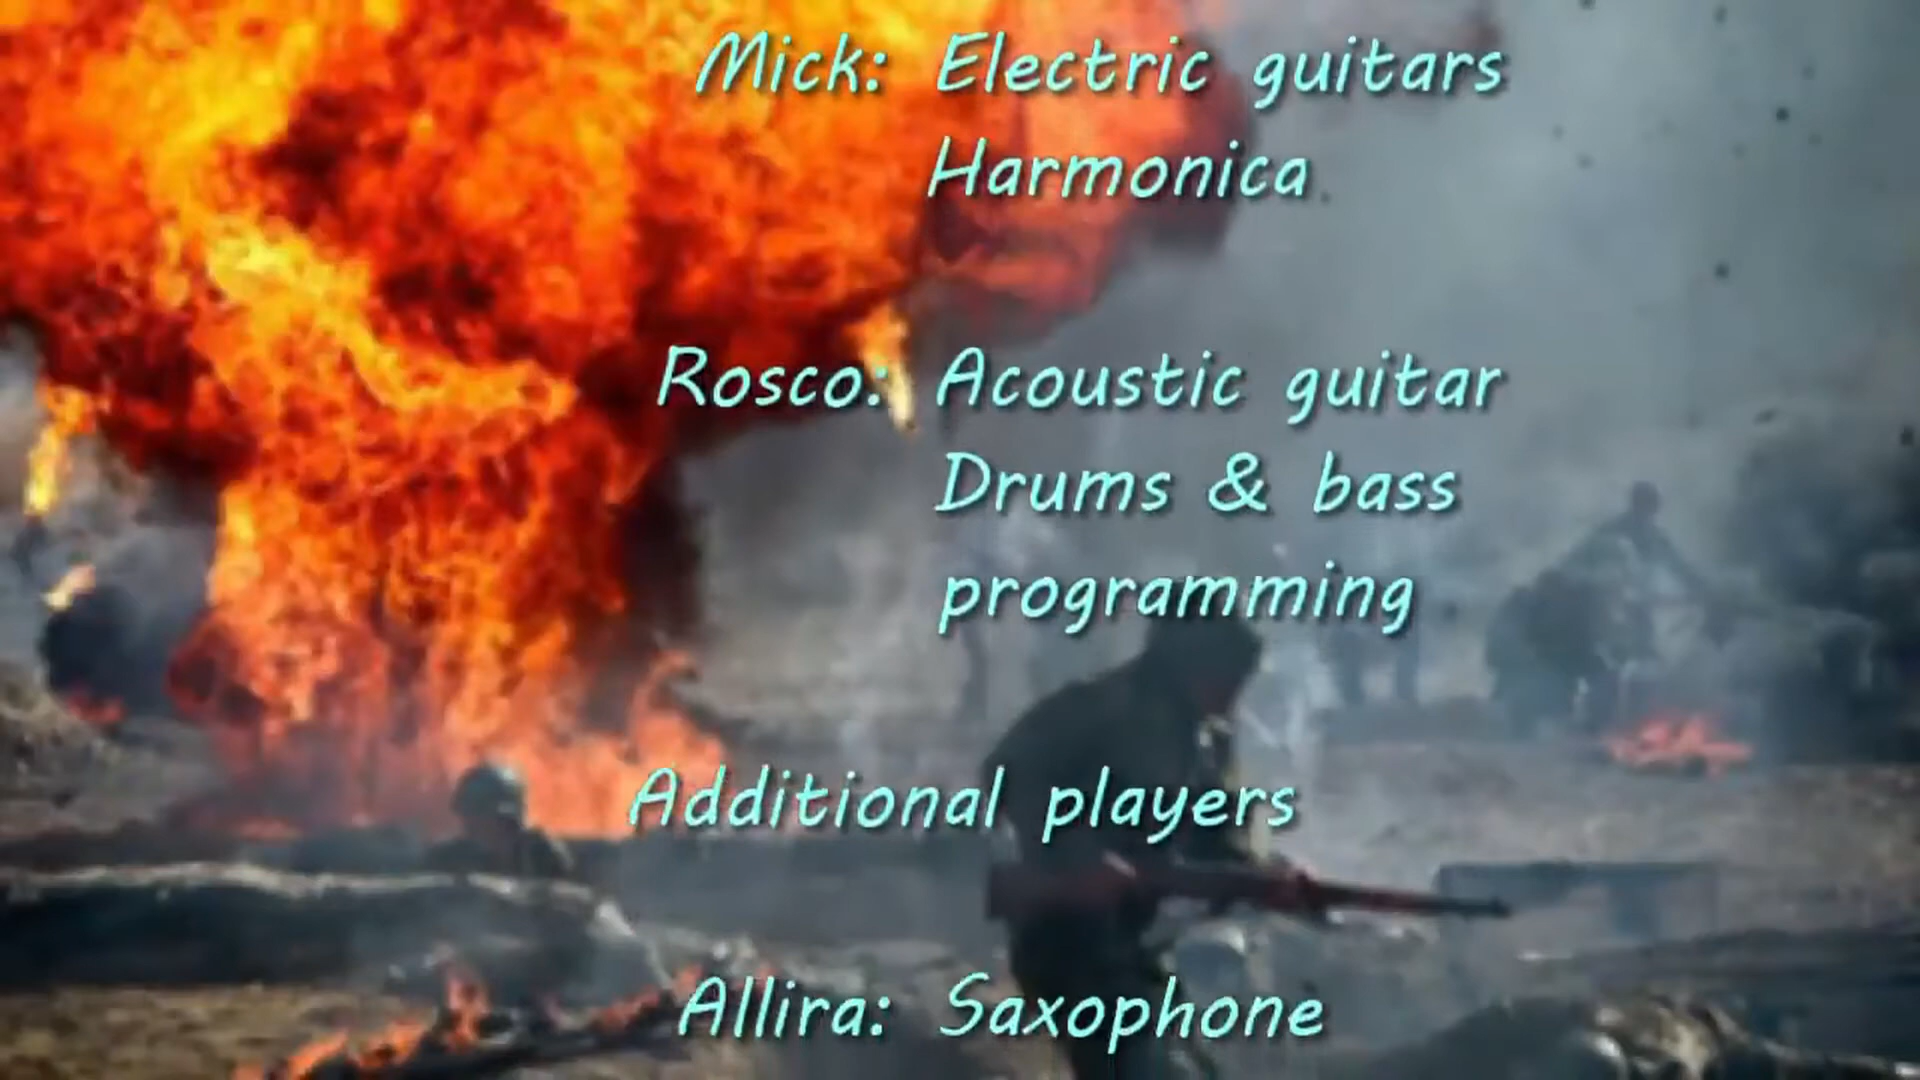 Mick: Electric guitars
Harmonica
Rosco: Acoustic guitar
Drums & bass
programming
Additional players
Allira: Saxophone